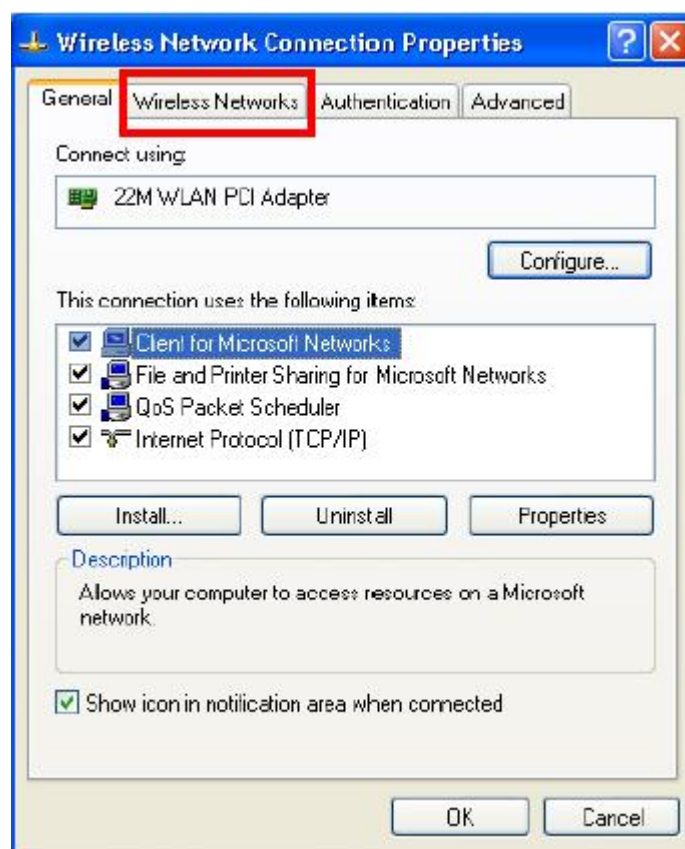 Wireless Network Connection Properties
General Wireless Networks Authentication Advanced
Connect using:
22M WLAN PCI Adapter
Configure...
This connection uses the following items:
Client for Microsoft Networks
File and Printer Sharing for Microsoft Networks
QoS Packet Scheduler
Internet Protocol (TCP/IP)
Install... Uninstall Properties
Description
Allows your computer to access resources on a Microsoft
network.
Show icon in notification area when connected
OK Cancel